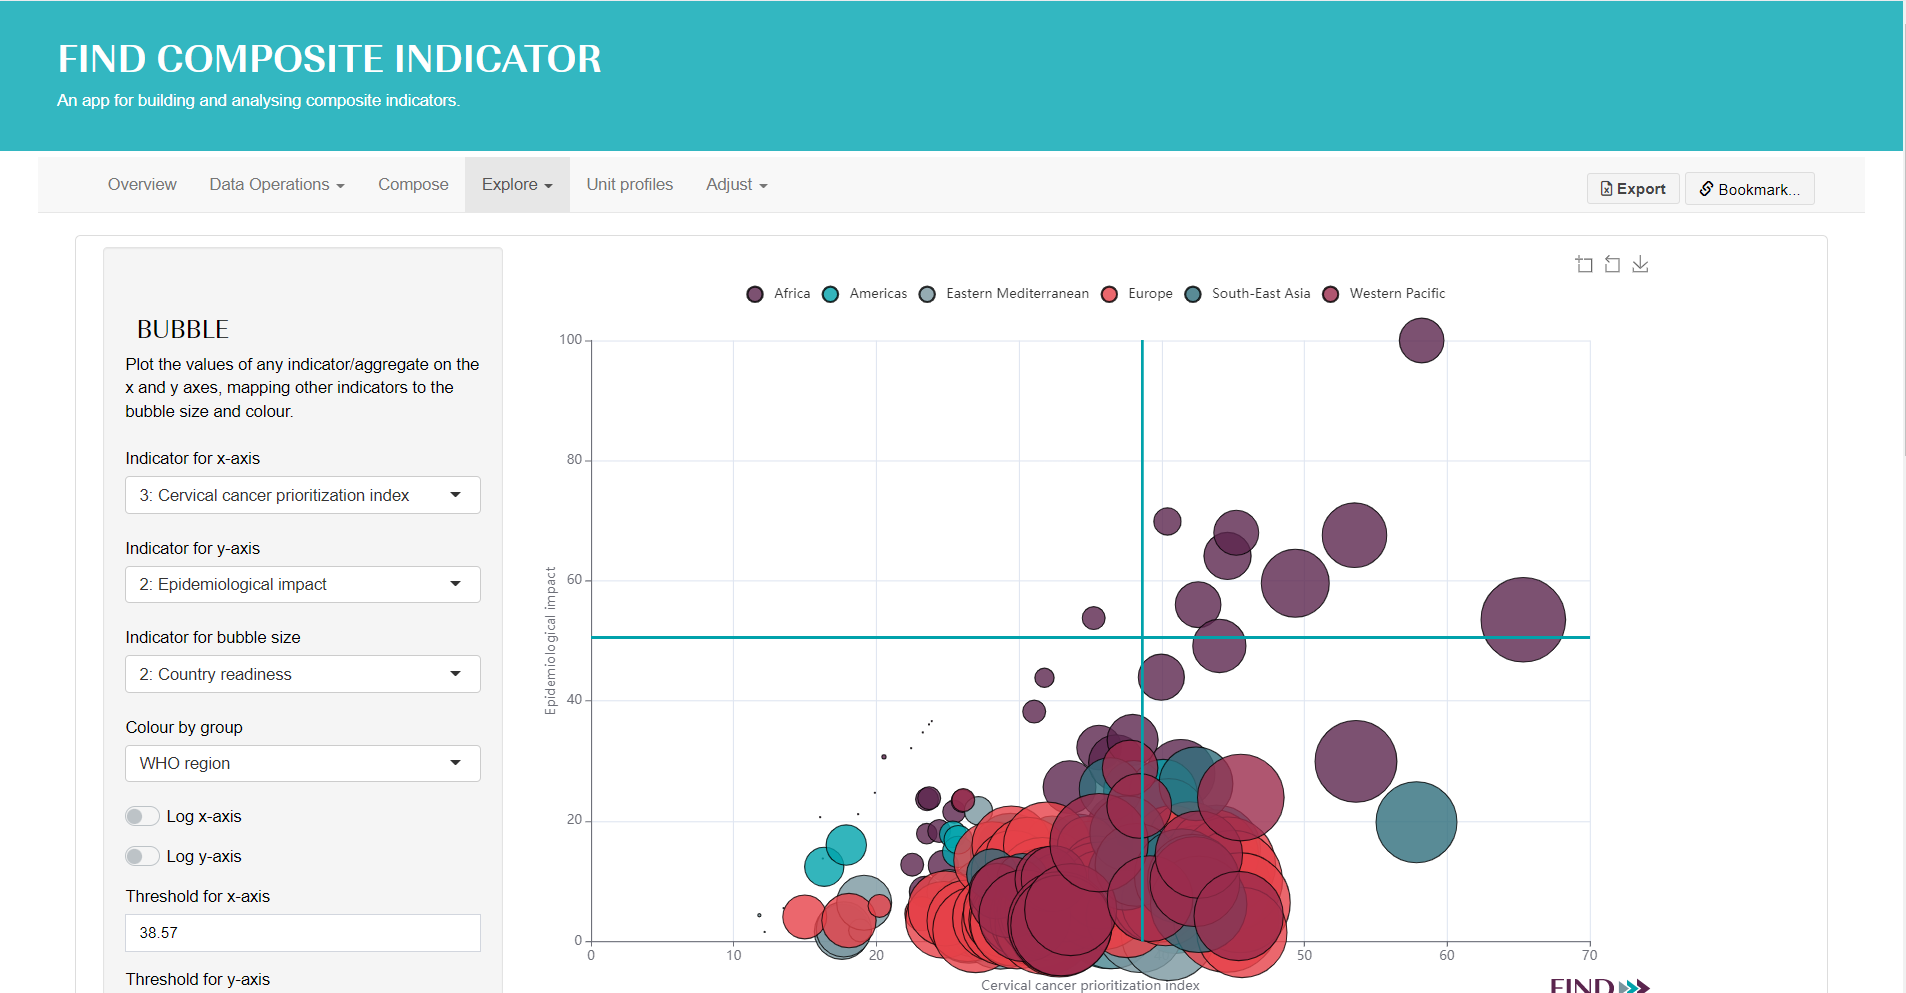 FIND COMPOSITE INDICATOR
An app for building and analysing composite indicators.
Overview Data Operations Compose Explore Unit profiles Adjust Export Bookmark...
BUBBLE
Plot the values of any indicator/aggregate on the
x and y axes, mapping other indicators to the
bubble size and colour.
Indicator for x-axis
3: Cervical cancer prioritization index
Indicator for y-axis
2: Epidemiological impact
Indicator for bubble size
2: Country readiness
Colour by group
WHO region
Log x-axis
Log y-axis
Threshold for x-axis
38.57
Threshold for y-axis
Africa Americas Eastern Mediterranean Europe South-East Asia Western Pacific
100
80
60
40
20
0
Epidemiological impact
0 10 20 50 60 70
Cervical cancer prioritization index
FIND